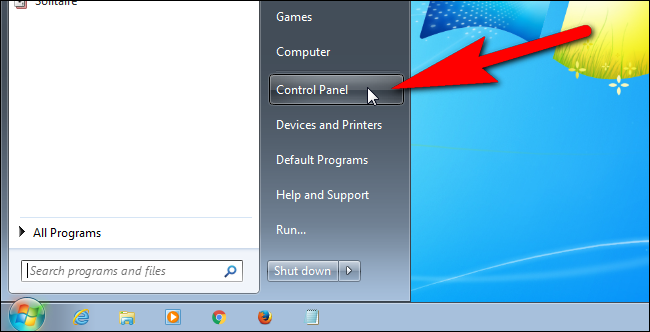 Solitaire
All Programs
Search programs and files
Games
Computer
Control Panel
Devices and Printers
Default Programs
Help and Support
Run...
Shut down